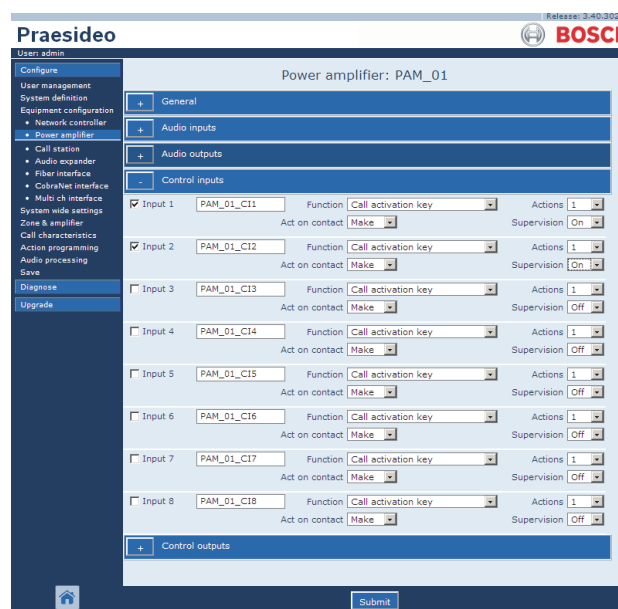 Release: 3.40.302
Praesideo
BOSCH
User: admin
Configure
User management
System definition
Equipment configuration
• Network controller
• Power amplifier
• Call station
• Audio expander
• Fiber interface
• CobraNet interface
• Multi ch interface
System wide settings
Zone & amplifier
Call characteristics
Action programming
Audio processing
Save
Diagnose
Upgrade
Power amplifier: PAM_01
+ General
+ Audio inputs
+ Audio outputs
- Control inputs
Input 1 PAM_01_CI1 Function Call activation key Actions 1
Act on contact Make Supervision On
Input 2 PAM_01_CI2 Function Call activation key Actions 1
Act on contact Make Supervision On
Input 3 PAM_01_CI3 Function Call activation key Actions 1
Act on contact Make Supervision Off
Input 4 PAM_01_CI4 Function Call activation key Actions 1
Act on contact Make Supervision Off
Input 5 PAM_01_CI5 Function Call activation key Actions 1
Act on contact Make Supervision Off
Input 6 PAM_01_CI6 Function Call activation key Actions 1
Act on contact Make Supervision Off
Input 7 PAM_01_CI7 Function Call activation key Actions 1
Act on contact Make Supervision Off
Input 8 PAM_01_CI8 Function Call activation key Actions 1
Act on contact Make Supervision Off
+ Control outputs
Submit